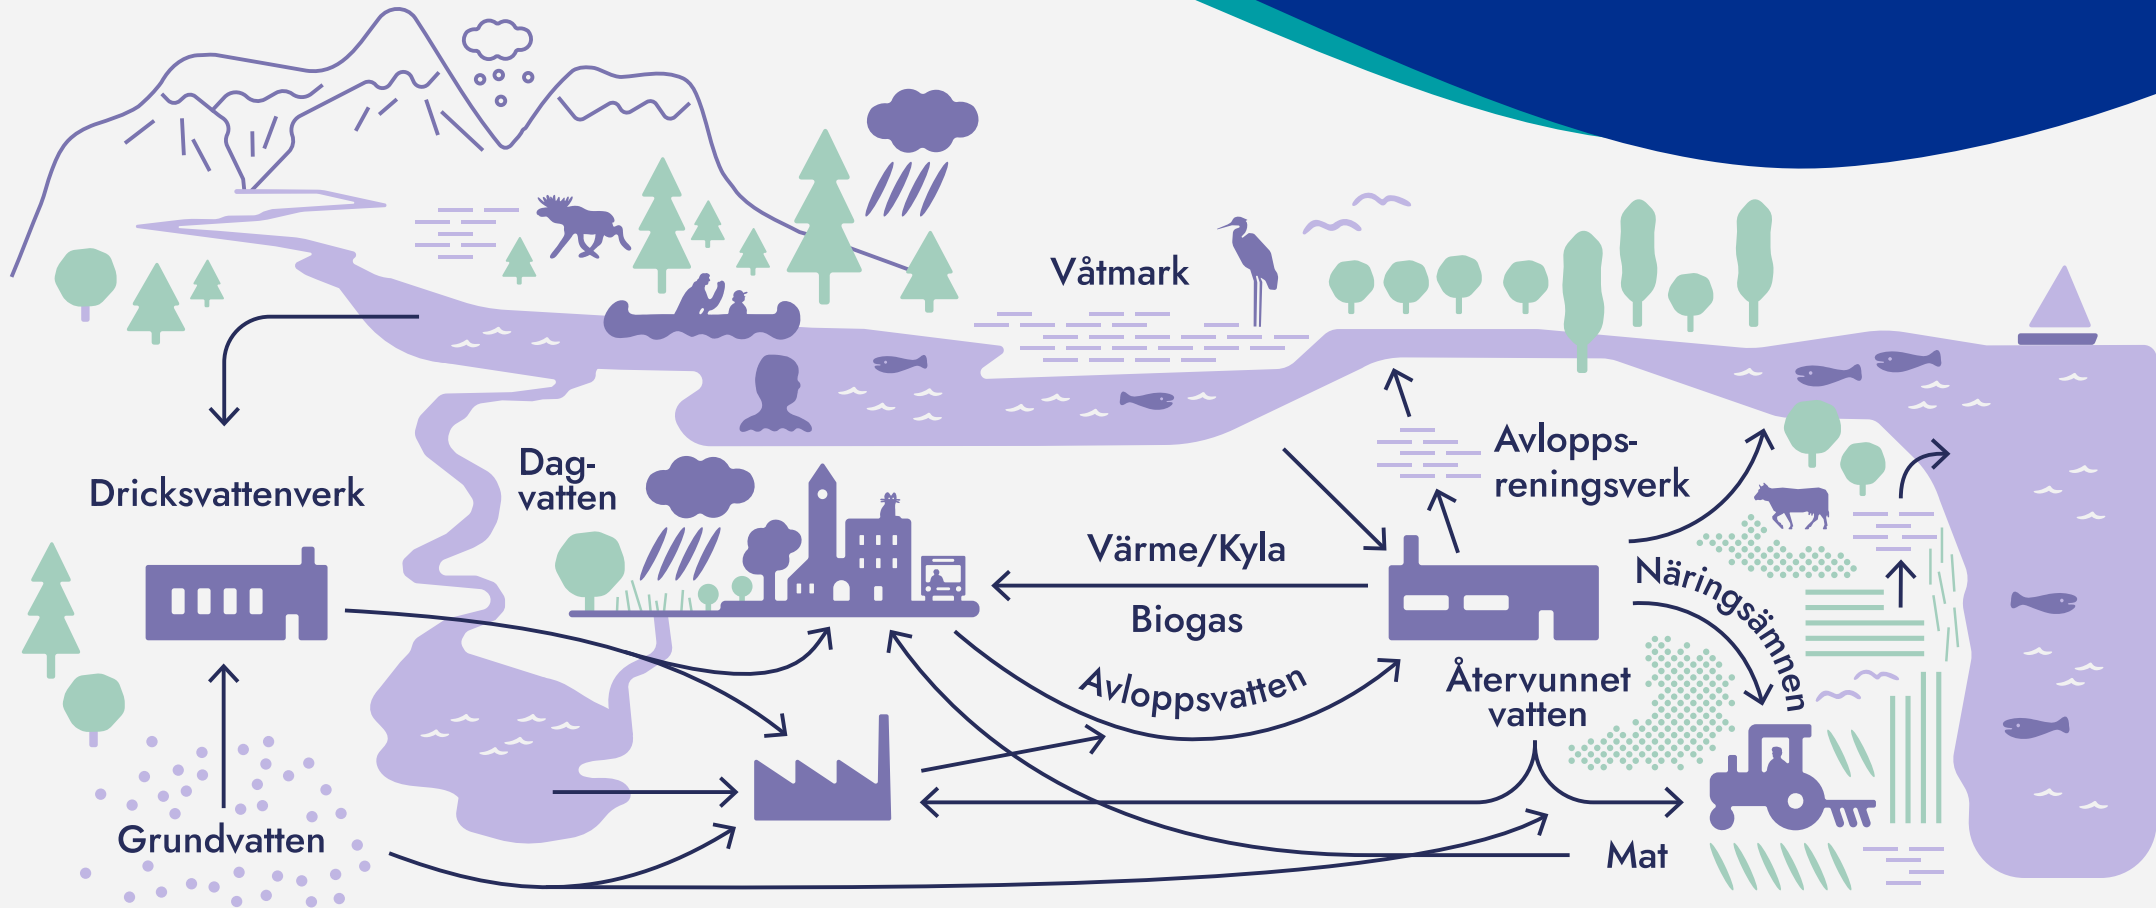 Våtmark
Dag-
vatten
Avlopps-
reningsverk
Dricksvattenverk
Värme/Kyla
Biogas
Näringsämnen
Avloppsvatten
Återvunnet
vatten
Grundvatten
Mat